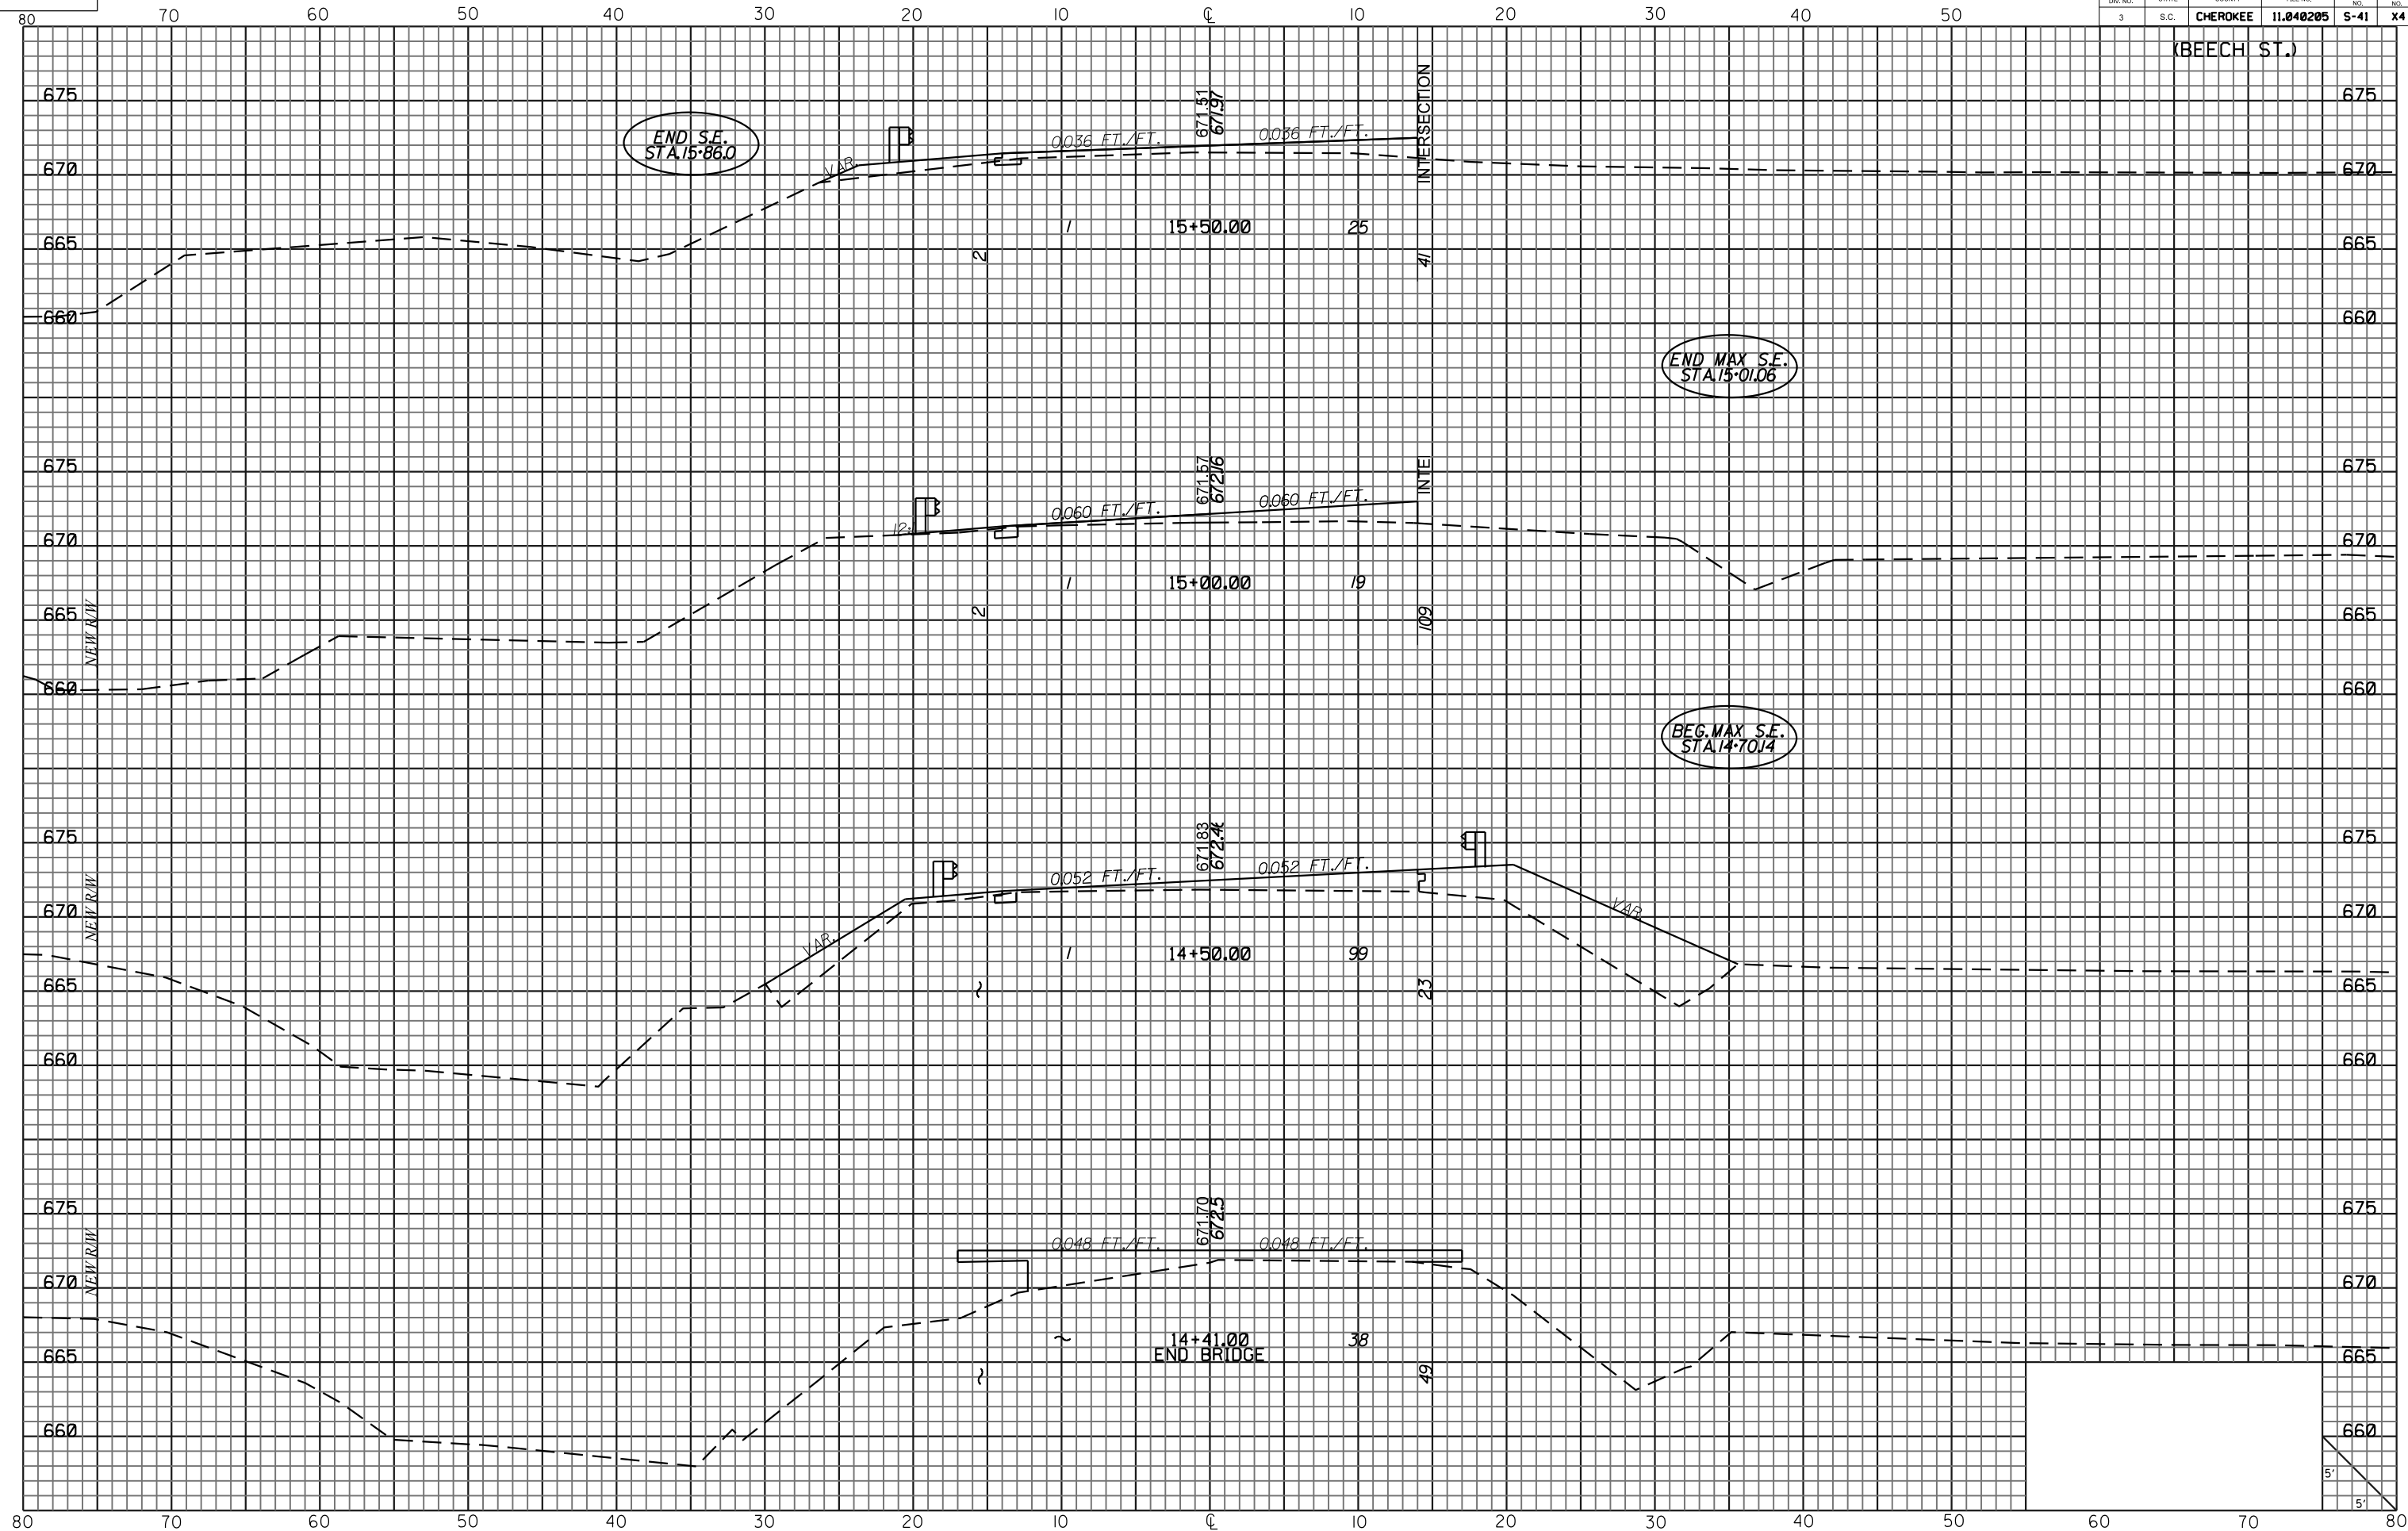 80 70 60 50 40 30 20 10 ℄ 10 20 30 40 50
3 S.C. CHEROKEE 11.040205 S-41 X4
(BEECH ST.)
675 675
INTERSECTION
671.51
671.97
END S.E.
STA.15+86.0
0.036 FT./FT. 0.036 FT./FT.
VAR.
670 670
1 15+50.00 25
2 41
665 665
660 660
END MAX S.E.
STA.15+01.06
675 675
INTE
671.57
672.16
0.060 FT./FT. 0.060 FT./FT.
12:
670 670
1 15+00.00 19
2 109
665 665
NEW R/W
660 660
BEG.MAX S.E.
STA.14+70.14
675 675
671.83
0.052 FT./FT. 0.052 FT./FT.
NEW R/W
670 670
VAR. VAR.
1 14+50.00 99
~ 23
665 665
660 660
675 675
671.70
672.5
0.048 FT./FT. 0.048 FT./FT.
NEW R/W
670 670
~ 14+41.00 38
END BRIDGE
~ 49
665 665
660 660
5'
5'
80 70 60 50 40 30 20 10 ℄ 10 20 30 40 50 60 70 80